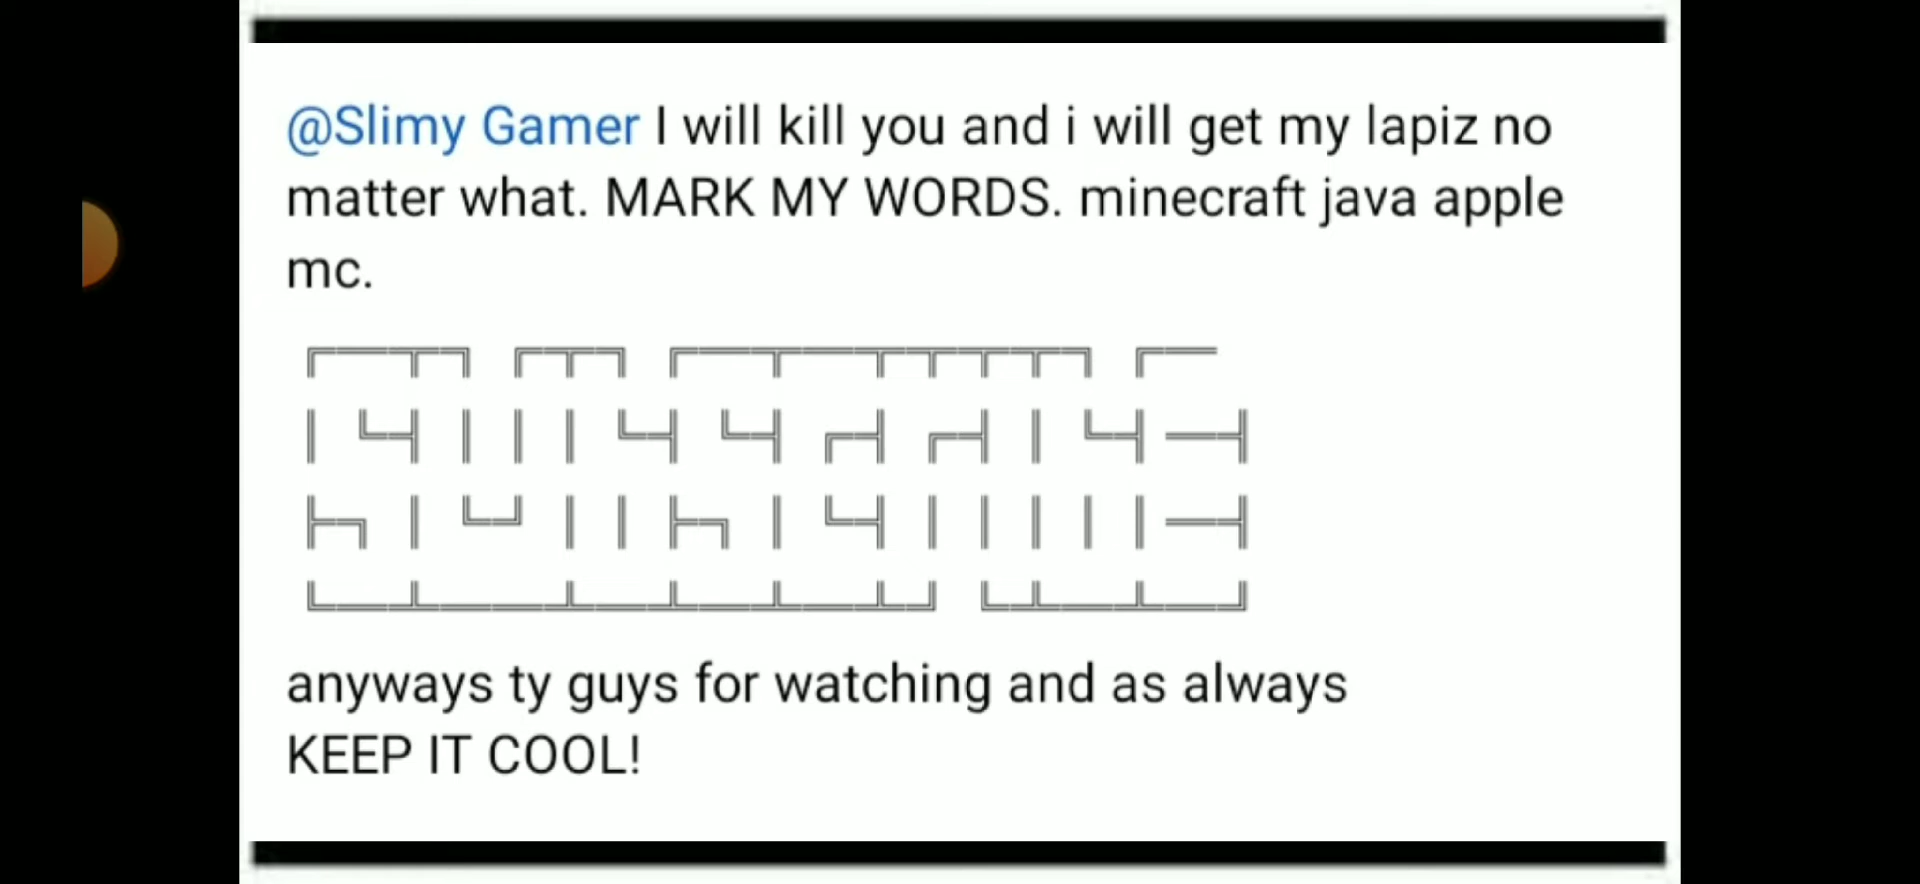 @Slimy Gamer I will kill you and i will get my lapiz no
matter what. MARK MY WORDS. minecraft java apple
mc.
╔══╦╗╔╦╗╔══╦══╦╦╦╦╗╔══
║╚╣║║║╚╣╚╣╔╣╔╣║╚╣═╣
╠╗║╚╝║║╠╗║╚╣║║║║║═╣
╚══╩═══╩══╩══╩══╩╝╚╩══╩══╝
anyways ty guys for watching and as always
KEEP IT COOL!